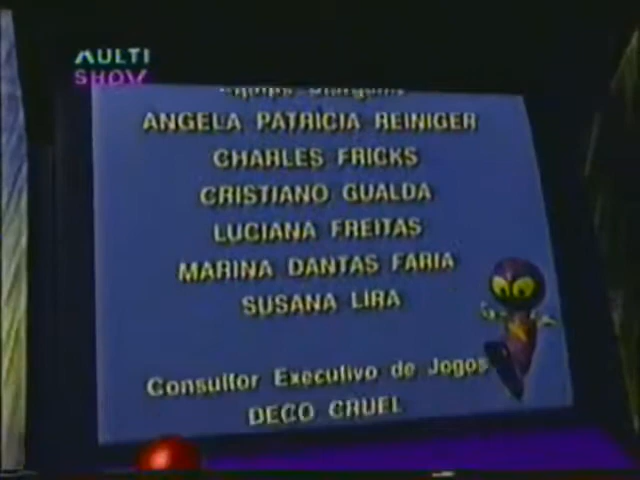 MULTI
SHOW
ANGELA PATRICIA REINIGER
CHARLES FRICKS
CRISTIANO GUALDA
LUCIANA FREITAS
MARINA DANTAS FARIA
SUSANA LIRA
Consultor Executivo de Jogos
DECO CRUEL